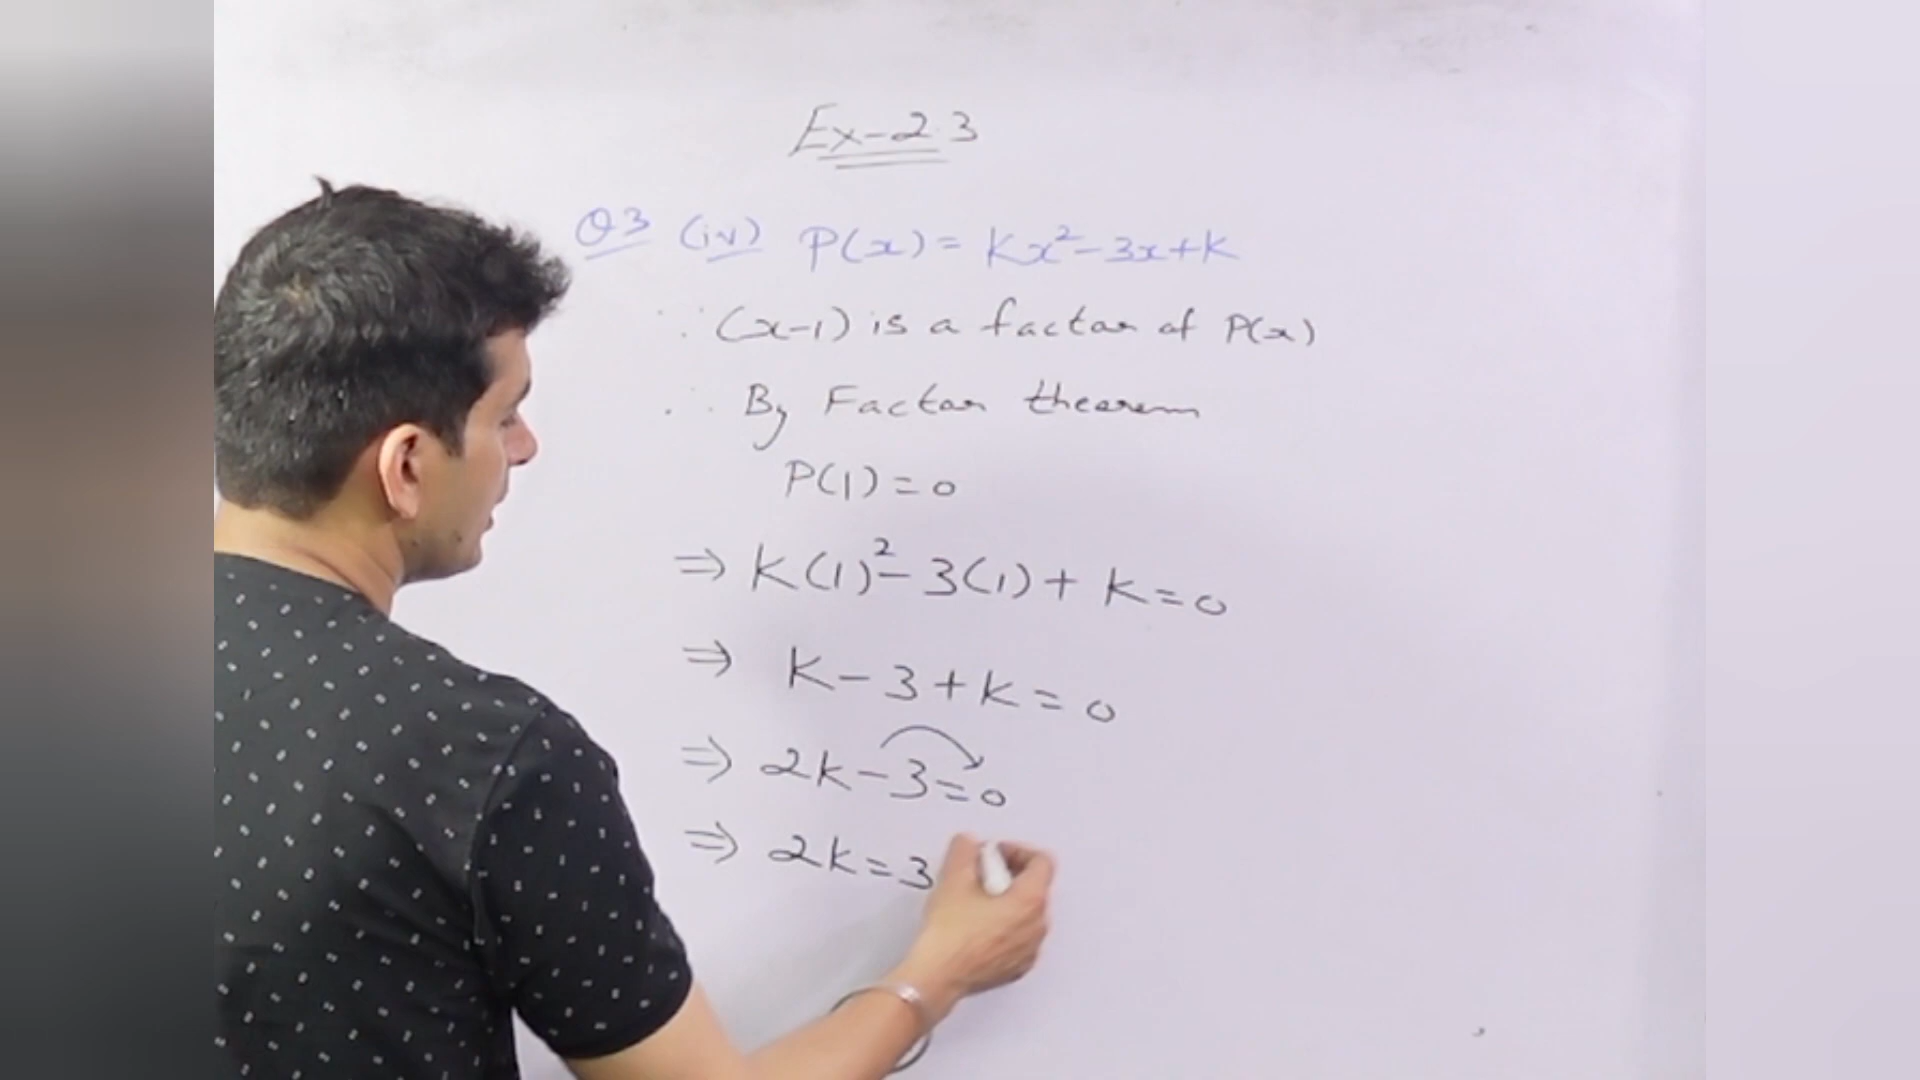 Ex-2.3
Q3 (iv) P(x) = Kx²-3x+K
∵ (x-1) is a factor of P(x)
∴ By Factor theorem
P(1) = 0
⇒ K(1)² - 3(1) + K = 0
⇒ K - 3 + K = 0
⇒ 2K - 3 = 0
⇒ 2K = 3